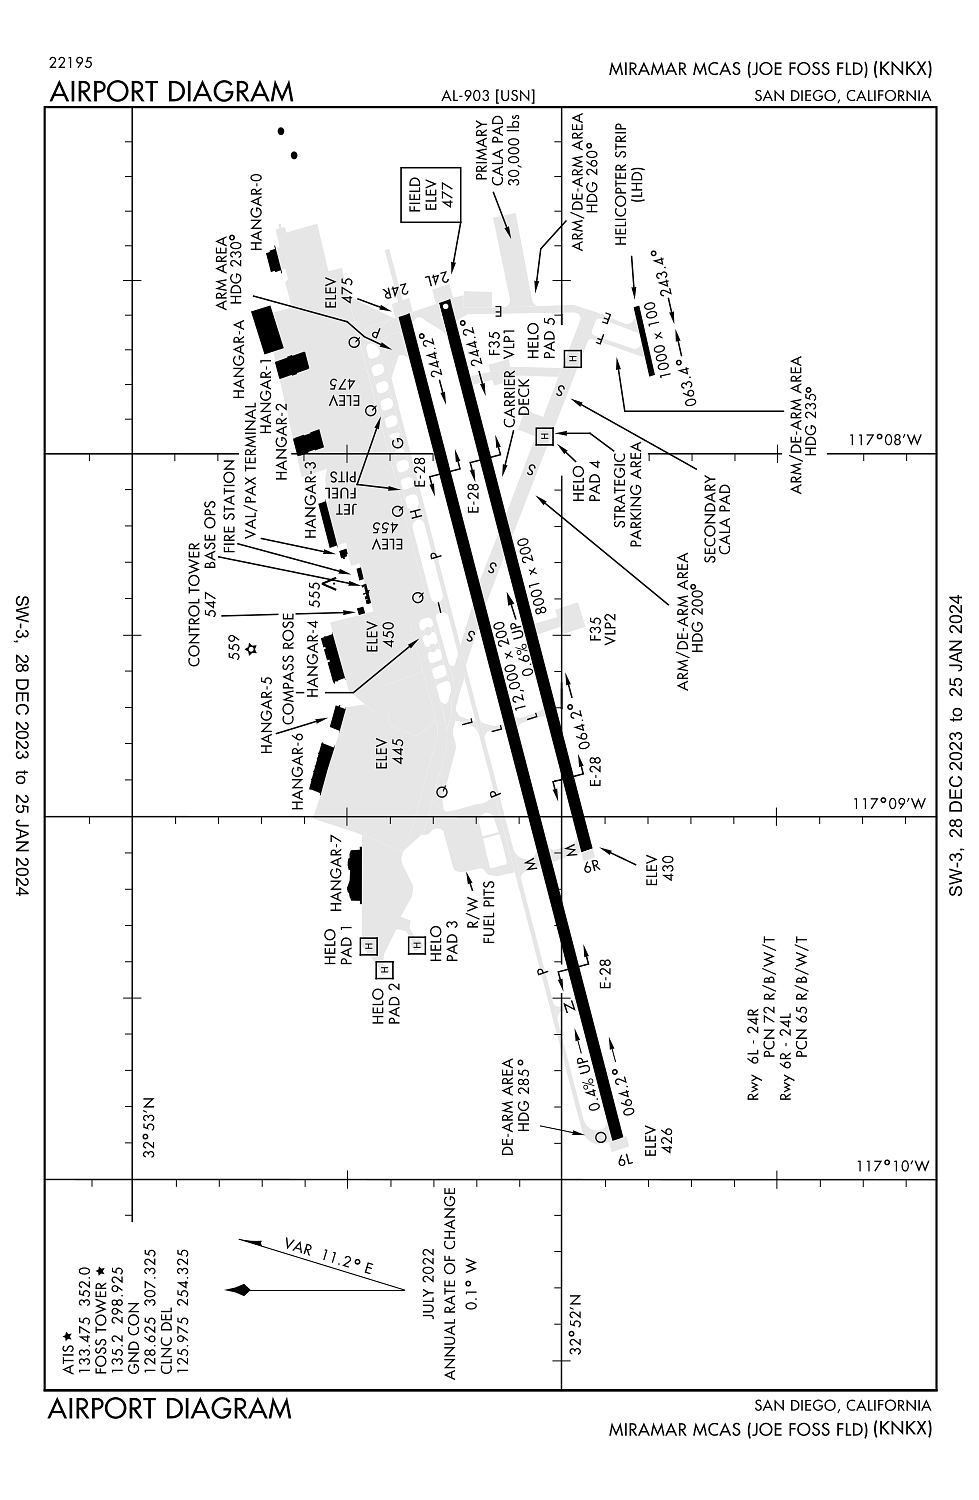 22195
AIRPORT DIAGRAM
AL-903 [USN]
MIRAMAR MCAS (JOE FOSS FLD) (KNKX)
SAN DIEGO, CALIFORNIA
HANGAR-0
ARM AREA
HDG 230°
HANGAR-A
HANGAR-1
HANGAR-2
HANGAR-3
VAL/PAX TERMINAL
FIRE STATION
BASE OPS
CONTROL TOWER
547
559
555
COMPASS ROSE
HANGAR-4
HANGAR-5
HANGAR-6
HANGAR-7
ELEV
475
24R
24L
FIELD
ELEV
477
PRIMARY
CALA PAD
30,000 lbs
ARM/DE-ARM AREA
HDG 260°
HELICOPTER STRIP
(LHD)
ELEV
475
JET
FUEL
PITS
ELEV
455
ELEV
450
ELEV
445
244.2°
244.2°
F35
VLP1
HELO
PAD 5
H
1000 x 100
243.4°
063.4°
CARRIER
DECK
ARM/DE-ARM AREA
HDG 235°
117°08'W
E-28
E-28
H
HELO
PAD 4
STRATEGIC
PARKING AREA
SECONDARY
CALA PAD
ARM/DE-ARM AREA
HDG 200°
F35
VLP2
8001 x 200
0.6% UP
12,000 x 200
064.2°
E-28
117°09'W
6R
ELEV
430
R/W
FUEL PITS
HELO
PAD 1
H
HELO
PAD 2
H
HELO
PAD 3
H
E-28
DE-ARM AREA
HDG 285°
0.4% UP
064.2°
6L
ELEV
426
Rwy 6L - 24R
PCN 72 R/B/W/T
Rwy 6R - 24L
PCN 65 R/B/W/T
117°10'W
32°53'N
32°52'N
Q
Q
Q
Q
Q
P
G
H
P
I
L
L
L
P
P
S
S
S
S
E
F
F
W
W
Z
VAR 11.2° E
JULY 2022
ANNUAL RATE OF CHANGE
0.1° W
ATIS ★
133.475 352.0
FOSS TOWER ★
135.2 298.925
GND CON
128.625 307.325
CLNC DEL
125.975 254.325
SW-3, 28 DEC 2023 to 25 JAN 2024
SW-3, 28 DEC 2023 to 25 JAN 2024
AIRPORT DIAGRAM
SAN DIEGO, CALIFORNIA
MIRAMAR MCAS (JOE FOSS FLD) (KNKX)